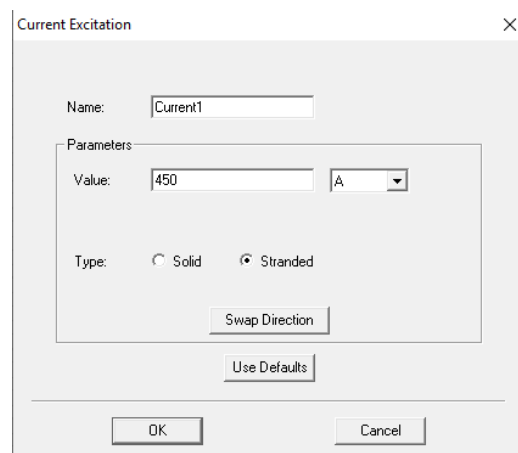 Current Excitation
Name: Current1
Parameters
Value: 450 A
Type: Solid Stranded
Swap Direction
Use Defaults
OK Cancel